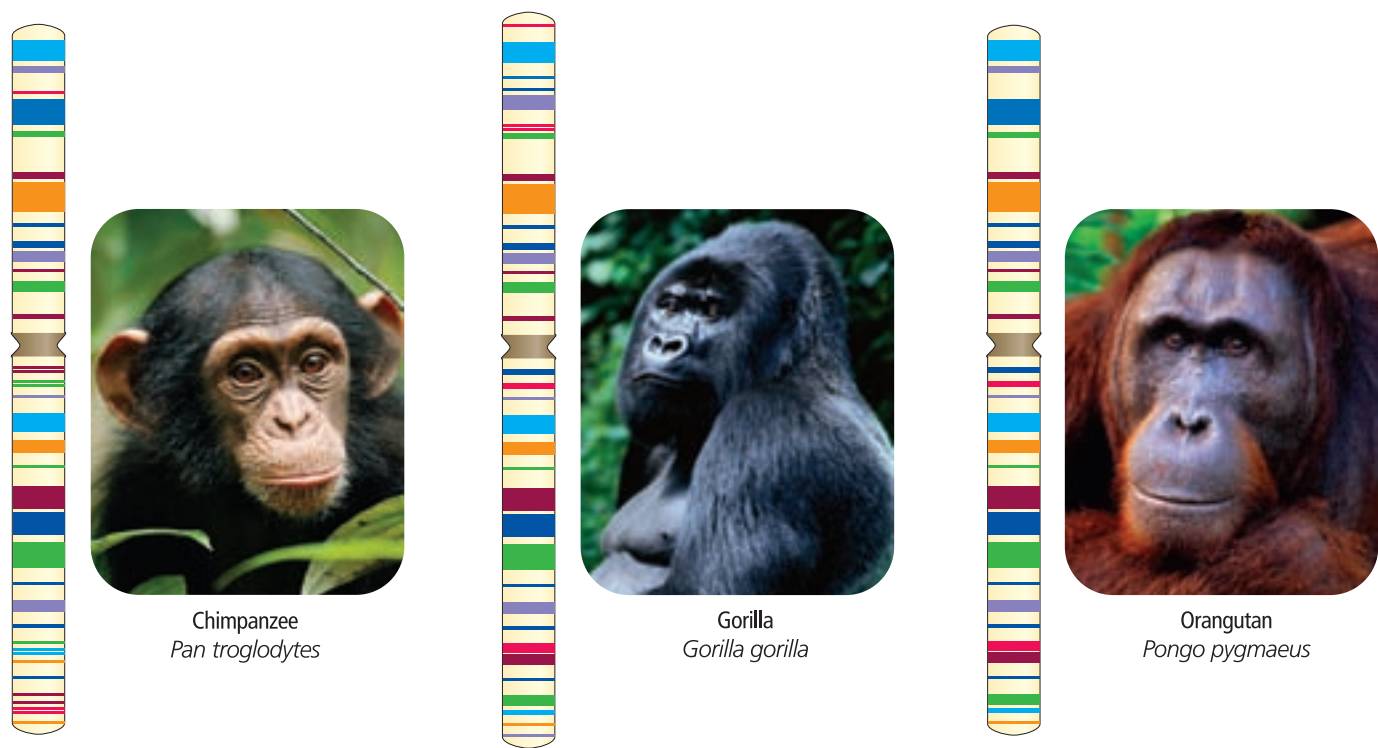 Chimpanzee
Pan troglodytes
Gorilla
Gorilla gorilla
Orangutan
Pongo pygmaeus